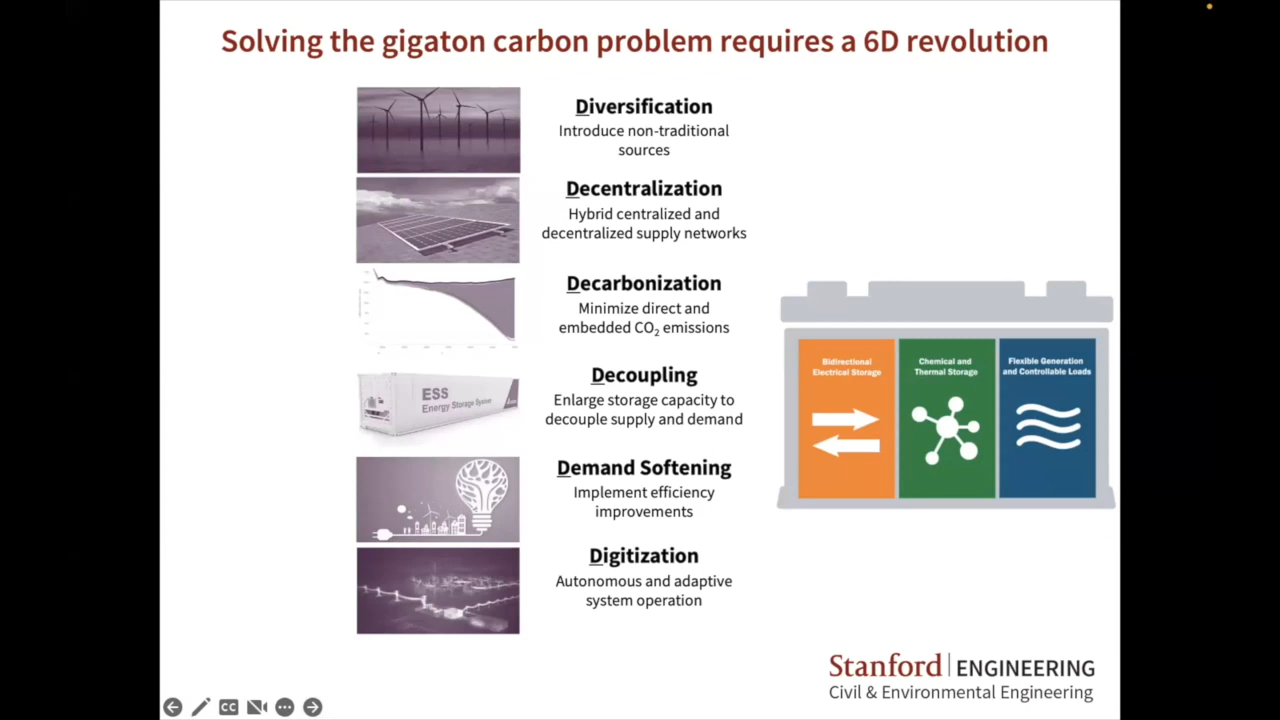 Solving the gigaton carbon problem requires a 6D revolution
Diversification
Introduce non-traditional
sources
Decentralization
Hybrid centralized and
decentralized supply networks
Decarbonization
Minimize direct and
embedded CO₂ emissions
ESS
Energy Storage System
Decoupling
Enlarge storage capacity to
decouple supply and demand
Demand Softening
Implement efficiency
improvements
Digitization
Autonomous and adaptive
system operation
Bidirectional
Electrical Storage
Chemical and
Thermal Storage
Flexible Generation
and Controllable Loads
Stanford ENGINEERING
Civil & Environmental Engineering
CC